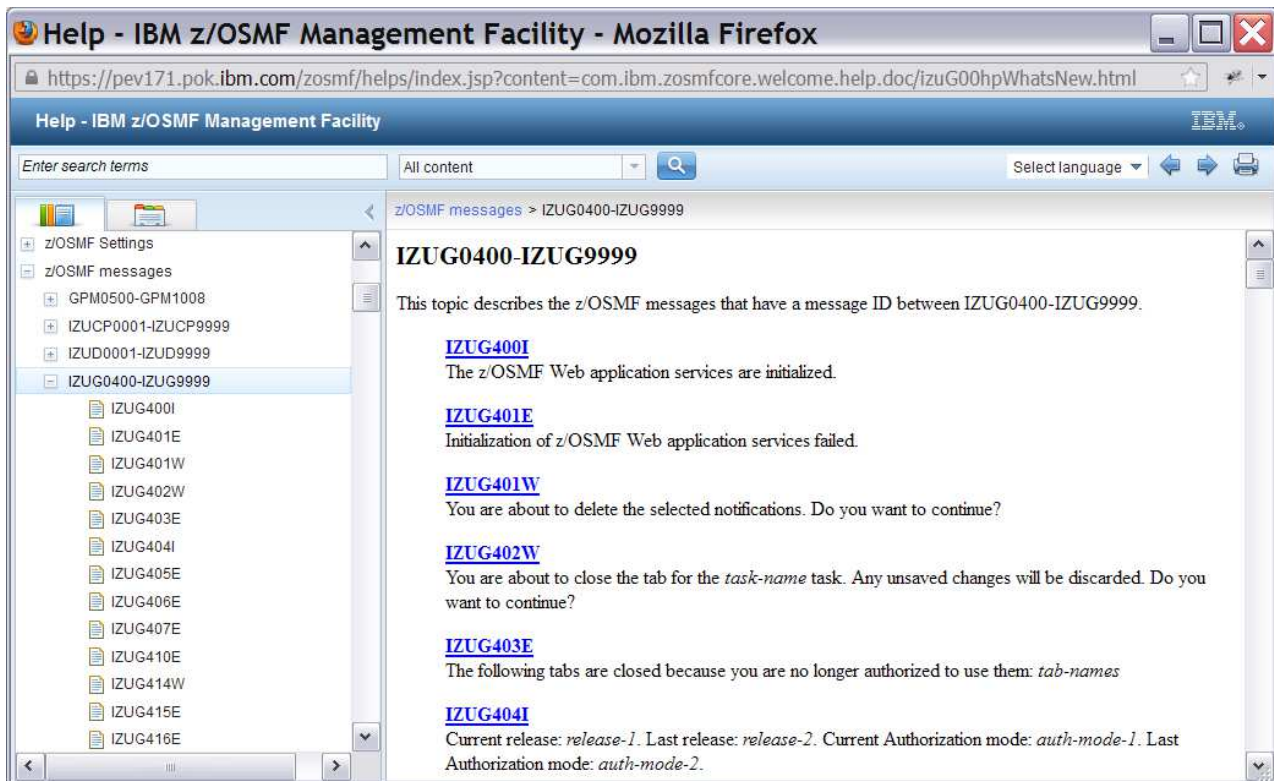 Help - IBM z/OSMF Management Facility - Mozilla Firefox
https://pev171.pok.ibm.com/zosmf/helps/index.jsp?content=com.ibm.zosmfcore.welcome.help.doc/izuG00hpWhatsNew.html
Help - IBM z/OSMF Management Facility
IBM®
Enter search terms
All content
Select language
z/OSMF Settings
z/OSMF messages
GPM0500-GPM1008
IZUCP0001-IZUCP9999
IZUD0001-IZUD9999
IZUG0400-IZUG9999
IZUG400I
IZUG401E
IZUG401W
IZUG402W
IZUG403E
IZUG404I
IZUG405E
IZUG406E
IZUG407E
IZUG410E
IZUG414W
IZUG415E
IZUG416E
z/OSMF messages > IZUG0400-IZUG9999
IZUG0400-IZUG9999
This topic describes the z/OSMF messages that have a message ID between IZUG0400-IZUG9999.
IZUG400I
The z/OSMF Web application services are initialized.
IZUG401E
Initialization of z/OSMF Web application services failed.
IZUG401W
You are about to delete the selected notifications. Do you want to continue?
IZUG402W
You are about to close the tab for the task-name task. Any unsaved changes will be discarded. Do you
want to continue?
IZUG403E
The following tabs are closed because you are no longer authorized to use them: tab-names
IZUG404I
Current release: release-1. Last release: release-2. Current Authorization mode: auth-mode-1. Last
Authorization mode: auth-mode-2.